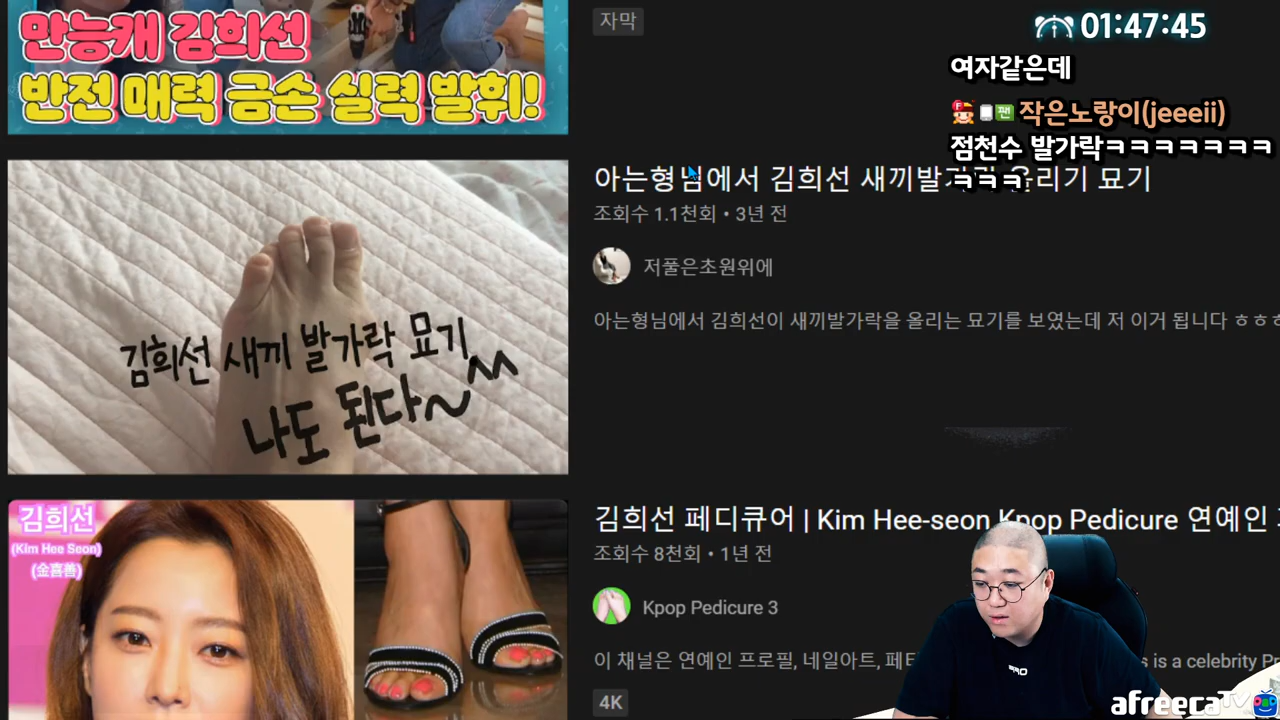 만능캐 김희선
반전 매력 금손 실력 발휘!
자막
01:47:45
여자같은데
작은노랑이(jeeeii)
점천수 발가락ㅋㅋㅋㅋㅋㅋㅋ
ㅋㅋㅋ
아는형님에서 김희선 새끼발가락 올리기 묘기
조회수 1.1천회 • 3년 전
저풀은초원위에
아는형님에서 김희선이 새끼발가락을 올리는 묘기를 보였는데 저 이거 됩니다 ㅎㅎㅎ
김희선 새끼 발가락 묘기
나도 된다~^^
김희선
(Kim Hee Seon)
(金喜善)
김희선 페디큐어 | Kim Hee-seon Kpop Pedicure 연예인
조회수 8천회 • 1년 전
Kpop Pedicure 3
이 채널은 연예인 프로필, 네일아트, 페디 s is a celebrity Pr
4K
afreecaTV